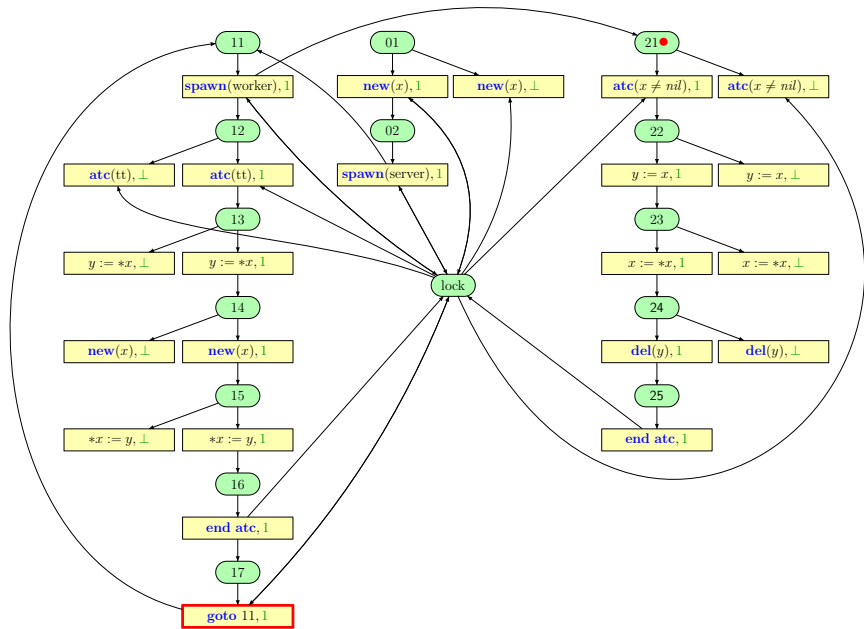 11 01 21
spawn(worker), 1 new(x), 1 new(x), ⊥ atc(x ≠ nil), 1 atc(x ≠ nil), ⊥
12 02 22
atc(tt), ⊥ atc(tt), 1 spawn(server), 1 y := x, 1 y := x, ⊥
13 23
y := *x, ⊥ y := *x, 1 x := *x, 1 x := *x, ⊥
lock
14 24
new(x), ⊥ new(x), 1 del(y), 1 del(y), ⊥
15 25
*x := y, ⊥ *x := y, 1 end atc, 1
16
end atc, 1
17
goto 11, 1